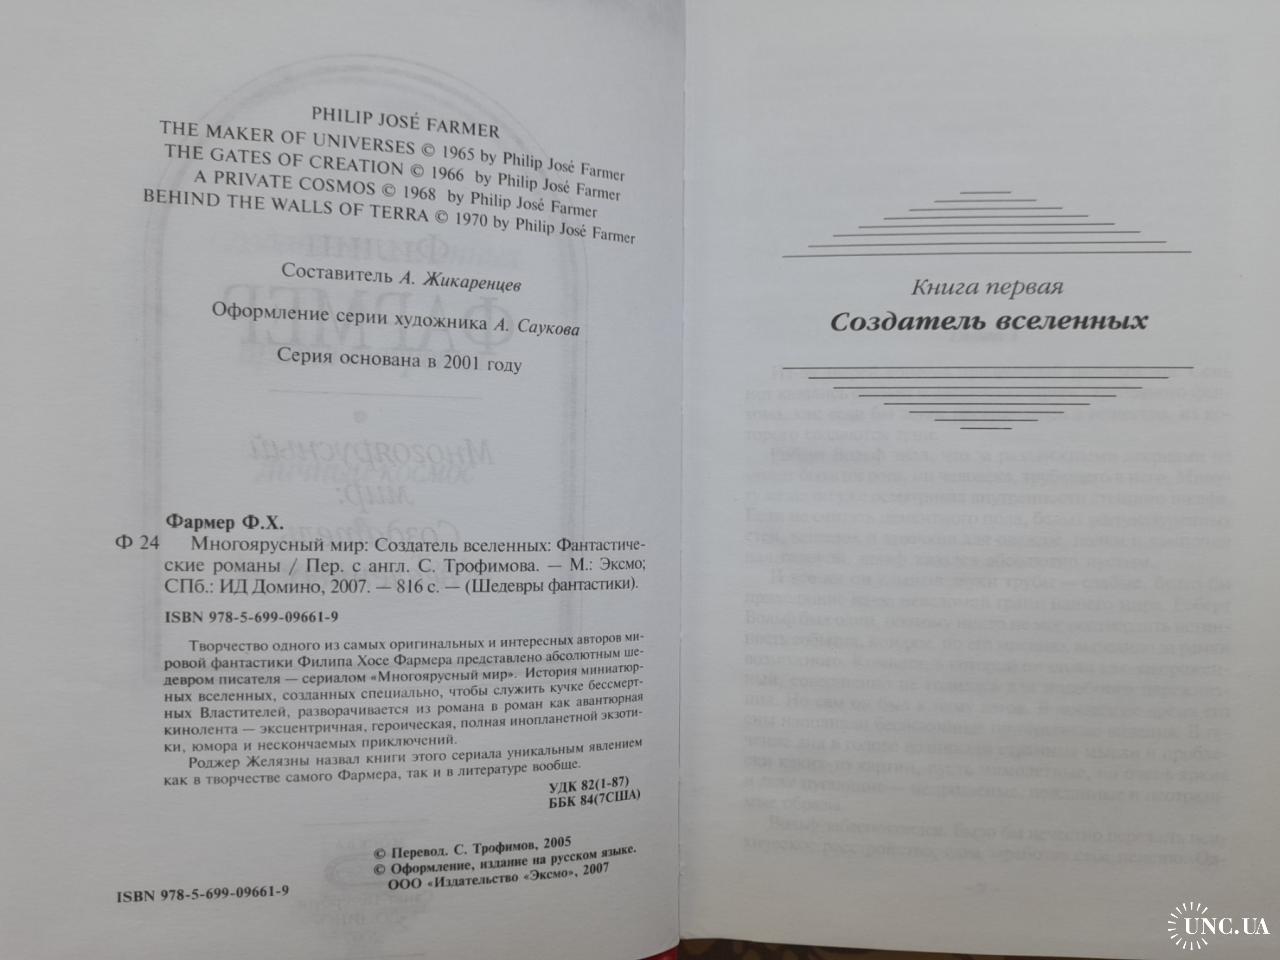 PHILIP JOSÉ FARMER
THE MAKER OF UNIVERSES © 1965 by Philip José Farmer
THE GATES OF CREATION © 1966 by Philip José Farmer
A PRIVATE COSMOS © 1968 by Philip José Farmer
BEHIND THE WALLS OF TERRA © 1970 by Philip José Farmer
Составитель А. Жикаренцев
Оформление серии художника А. Саукова
Серия основана в 2001 году
Фармер Ф.Х.
Ф 24 Многоярусный мир: Создатель вселенных: Фантастиче-
ские романы / Пер. с англ. С. Трофимова. — М.: Эксмо;
СПб.: ИД Домино, 2007. — 816 с. — (Шедевры фантастики).
ISBN 978-5-699-09661-9
Творчество одного из самых оригинальных и интересных авторов ми-
ровой фантастики Филипа Хосе Фармера представлено абсолютным ше-
девром писателя — сериалом «Многоярусный мир». История миниатюр-
ных вселенных, созданных специально, чтобы служить кучке бессмерт-
ных Властителей, разворачивается из романа в роман как авантюрная
кинолента — эксцентричная, героическая, полная инопланетной экзоти-
ки, юмора и нескончаемых приключений.
Роджер Желязны назвал книги этого сериала уникальным явлением
как в творчестве самого Фармера, так и в литературе вообще.
УДК 82(1-87)
ББК 84(7США)
© Перевод. С. Трофимов, 2005
© Оформление, издание на русском языке.
ООО «Издательство «Эксмо», 2007
ISBN 978-5-699-09661-9
Книга первая
Создатель вселенных
UNC.UA